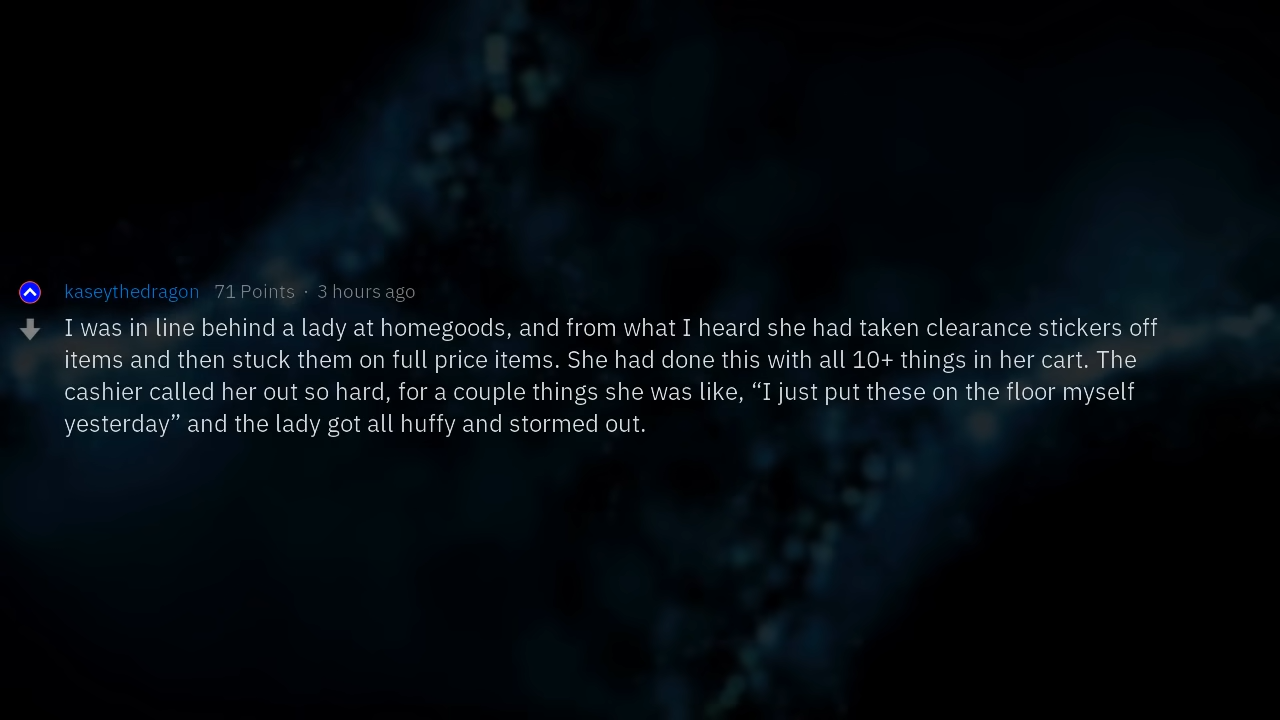 kaseythedragon 71 Points · 3 hours ago
I was in line behind a lady at homegoods, and from what I heard she had taken clearance stickers off
items and then stuck them on full price items. She had done this with all 10+ things in her cart. The
cashier called her out so hard, for a couple things she was like, “I just put these on the floor myself
yesterday” and the lady got all huffy and stormed out.